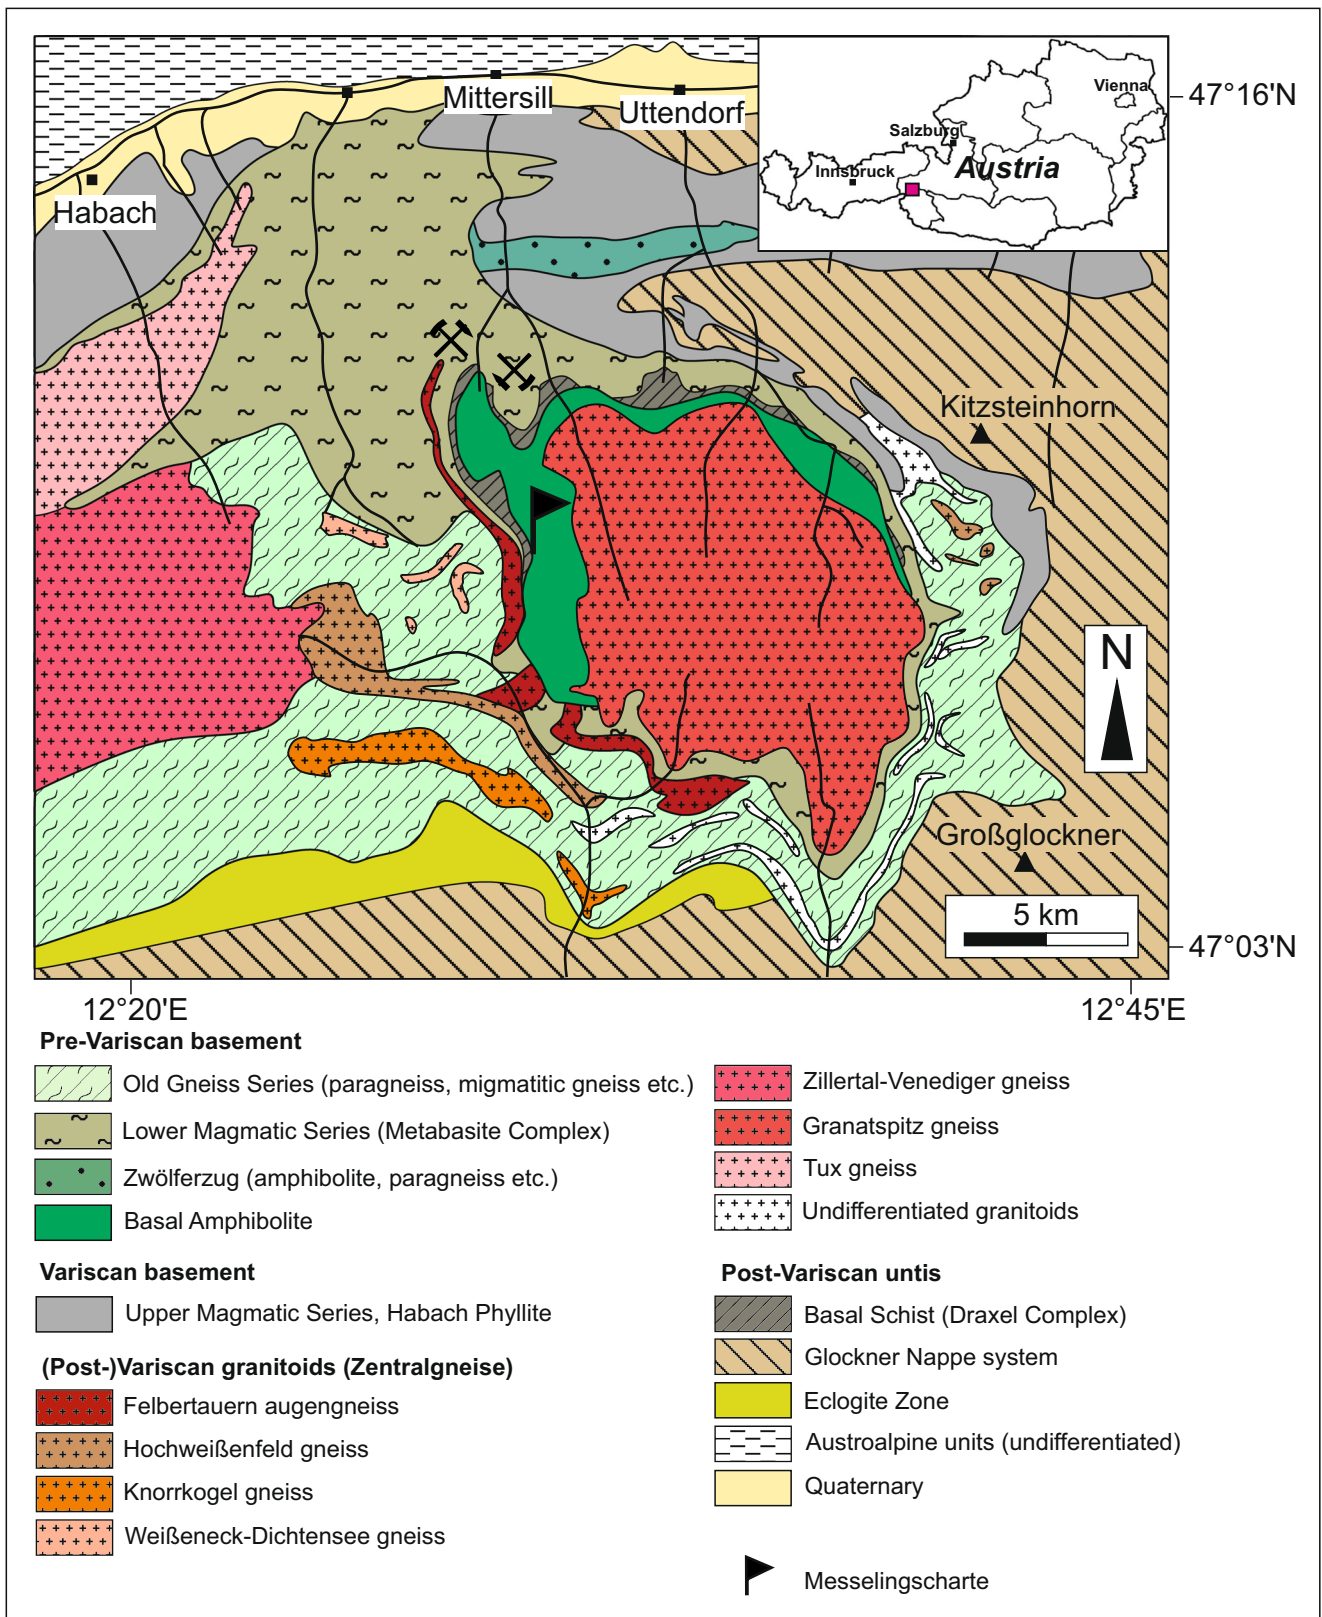 Mittersill
Uttendorf
Habach
Vienna
Salzburg
Innsbruck
Austria
47°16'N
Kitzsteinhorn
N
Großglockner
5 km
47°03'N
12°20'E
12°45'E
Pre-Variscan basement
Old Gneiss Series (paragneiss, migmatitic gneiss etc.)
Lower Magmatic Series (Metabasite Complex)
Zwölferzug (amphibolite, paragneiss etc.)
Basal Amphibolite
Variscan basement
Upper Magmatic Series, Habach Phyllite
(Post-)Variscan granitoids (Zentralgneise)
Felbertauern augengneiss
Hochweißenfeld gneiss
Knorrkogel gneiss
Weißeneck-Dichtensee gneiss
Zillertal-Venediger gneiss
Granatspitz gneiss
Tux gneiss
Undifferentiated granitoids
Post-Variscan untis
Basal Schist (Draxel Complex)
Glockner Nappe system
Eclogite Zone
Austroalpine units (undifferentiated)
Quaternary
Messelingscharte